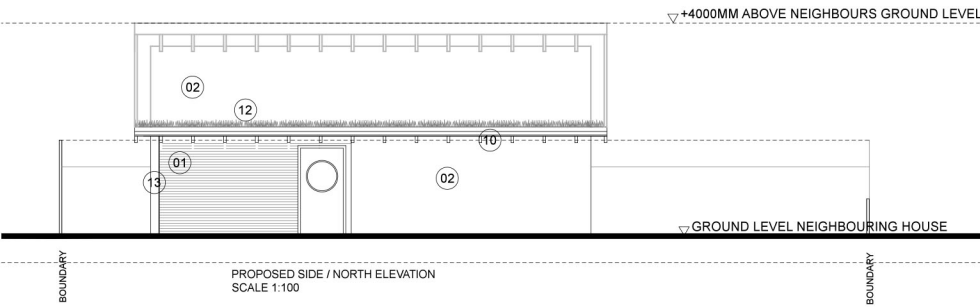 +4000MM ABOVE NEIGHBOURS GROUND LEVEL
02
12
10
01
13
02
GROUND LEVEL NEIGHBOURING HOUSE
BOUNDARY
PROPOSED SIDE / NORTH ELEVATION
SCALE 1:100
BOUNDARY